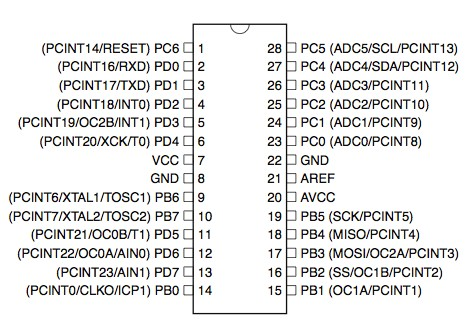 (PCINT14/RESET) PC6 1 28 PC5 (ADC5/SCL/PCINT13)
(PCINT16/RXD) PD0 2 27 PC4 (ADC4/SDA/PCINT12)
(PCINT17/TXD) PD1 3 26 PC3 (ADC3/PCINT11)
(PCINT18/INT0) PD2 4 25 PC2 (ADC2/PCINT10)
(PCINT19/OC2B/INT1) PD3 5 24 PC1 (ADC1/PCINT9)
(PCINT20/XCK/T0) PD4 6 23 PC0 (ADC0/PCINT8)
VCC 7 22 GND
GND 8 21 AREF
(PCINT6/XTAL1/TOSC1) PB6 9 20 AVCC
(PCINT7/XTAL2/TOSC2) PB7 10 19 PB5 (SCK/PCINT5)
(PCINT21/OC0B/T1) PD5 11 18 PB4 (MISO/PCINT4)
(PCINT22/OC0A/AIN0) PD6 12 17 PB3 (MOSI/OC2A/PCINT3)
(PCINT23/AIN1) PD7 13 16 PB2 (SS/OC1B/PCINT2)
(PCINT0/CLKO/ICP1) PB0 14 15 PB1 (OC1A/PCINT1)